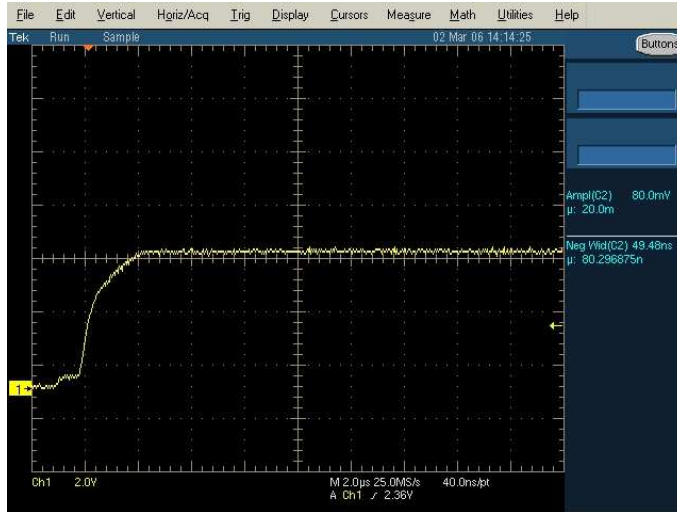 File Edit Vertical Horiz/Acq Trig Display Cursors Measure Math Utilities Help
Tek Run Sample 02 Mar 06 14:14:25 Buttons
Ampl(C2) 80.0mV
µ: 20.0m
Neg Wid(C2) 49.48ns
µ: 80.296875n
1
Ch1 2.0V M 2.0µs 25.0MS/s 40.0ns/pt
A Ch1 2.36V